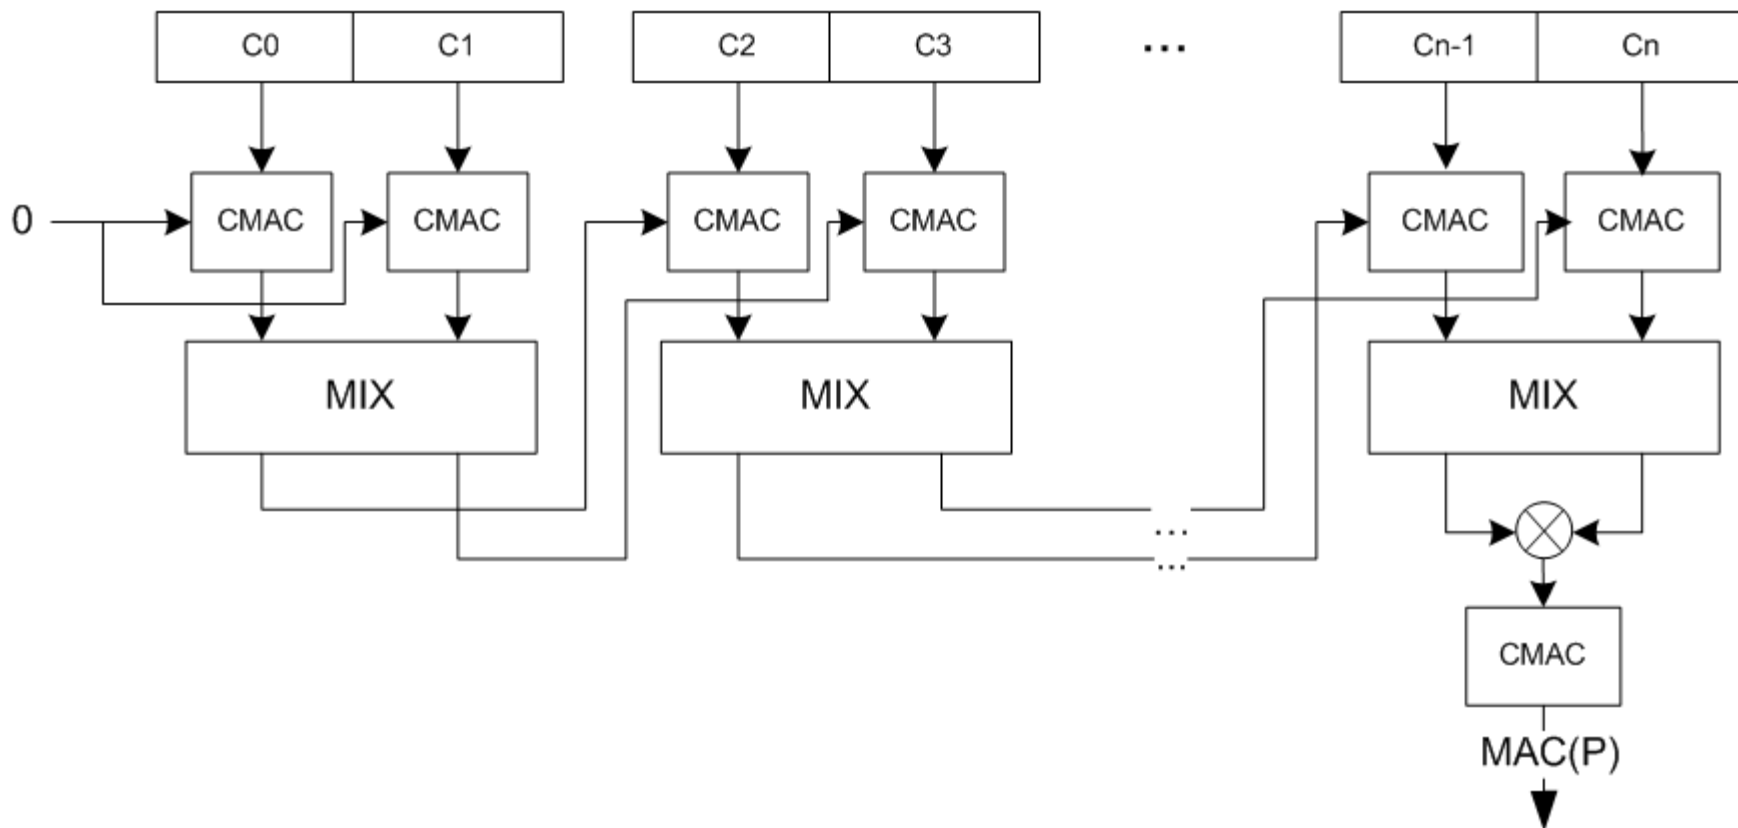 C0 C1 C2 C3 ... Cn-1 Cn
0 CMAC CMAC CMAC CMAC CMAC CMAC
MIX MIX MIX
...
...
CMAC
MAC(P)